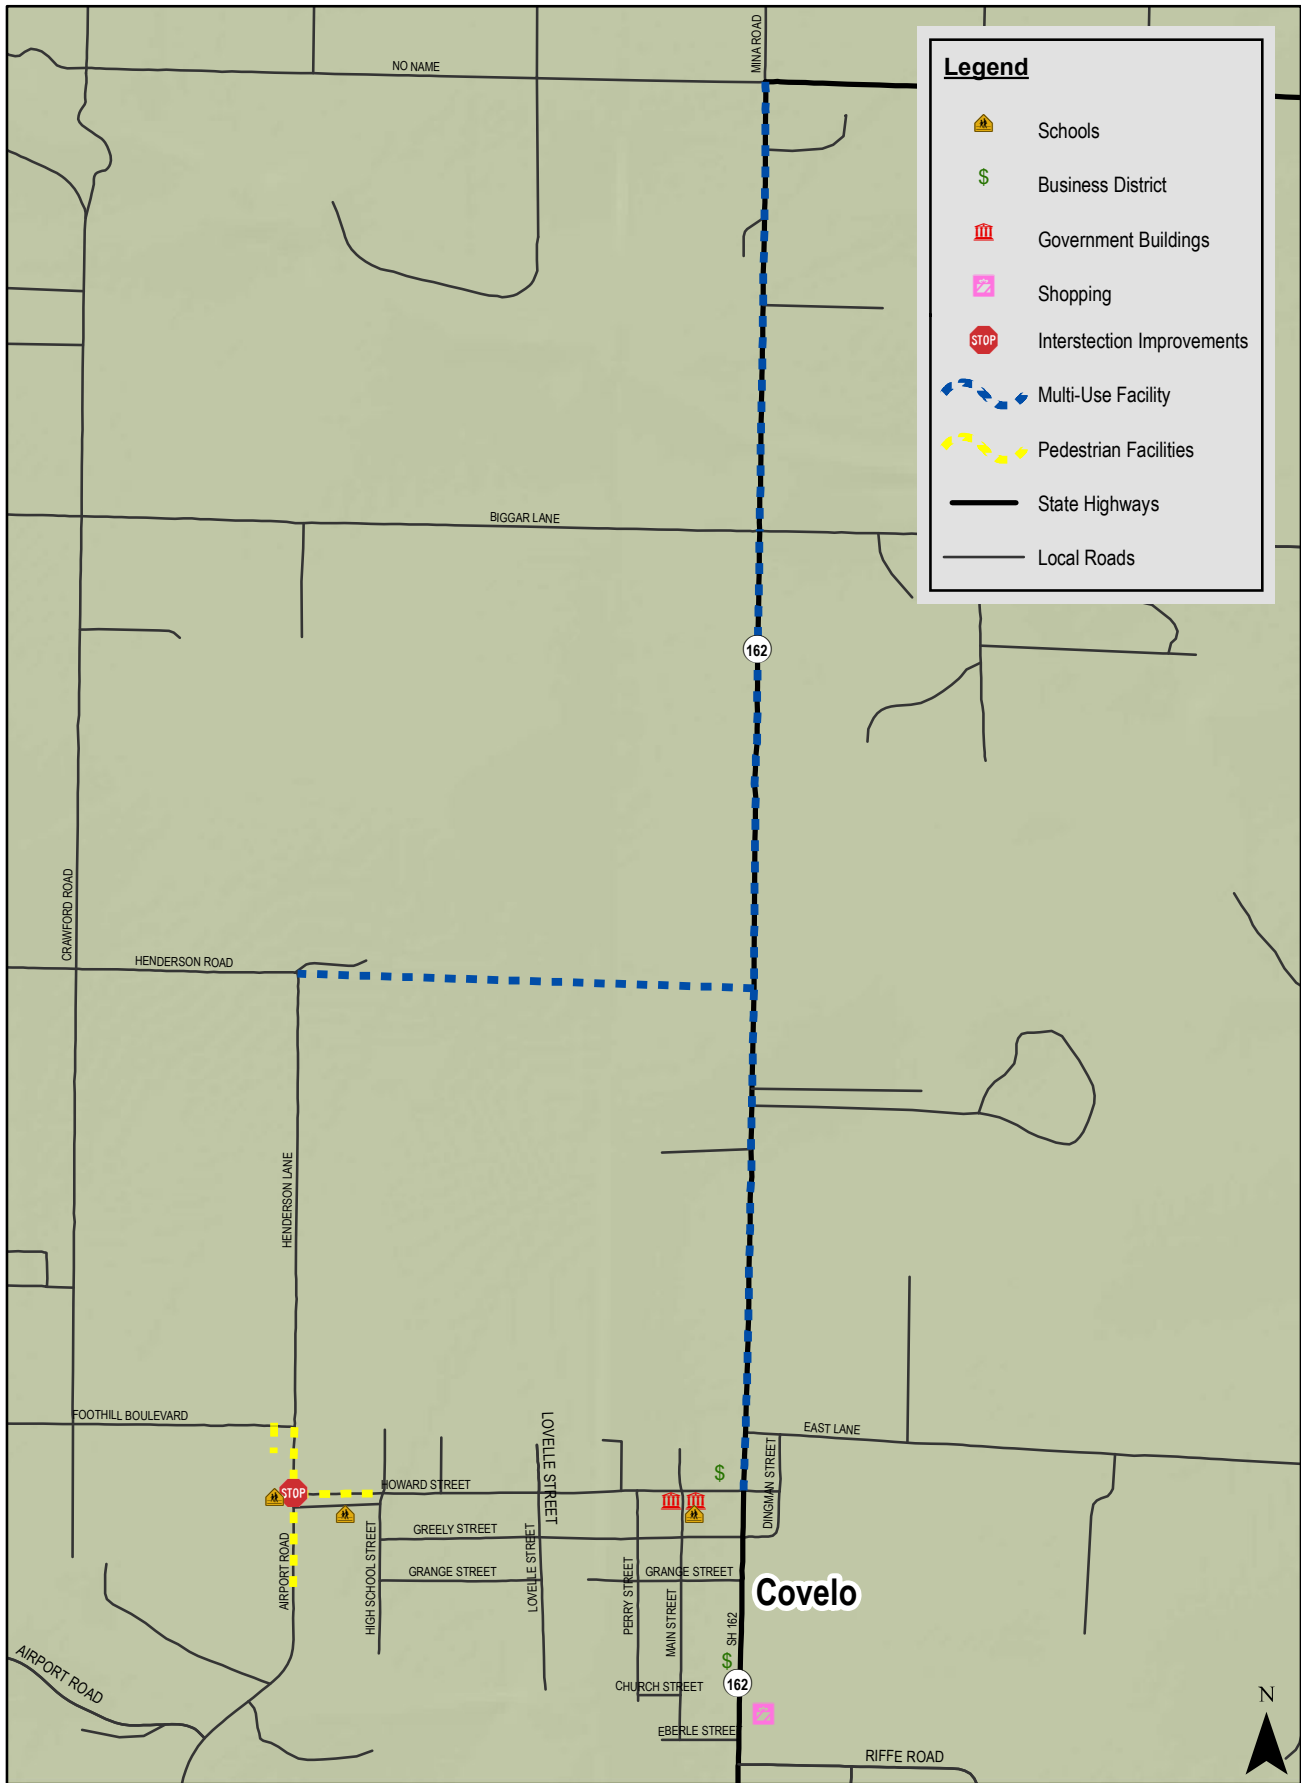 NO NAME
MINA ROAD
Legend
Schools
$ Business District
Government Buildings
Shopping
STOP Interstection Improvements
Multi-Use Facility
Pedestrian Facilities
State Highways
Local Roads
BIGGAR LANE
162
CRAWFORD ROAD
HENDERSON ROAD
HENDERSON LANE
FOOTHILL BOULEVARD
LOVELLE STREET
EAST LANE
DINGMAN STREET
$
HOWARD STREET
STOP
GREELY STREET
AIRPORT ROAD
HIGH SCHOOL STREET
GRANGE STREET
LOVELLE STREET
PERRY STREET
GRANGE STREET
MAIN STREET
Covelo
SH 162
$
AIRPORT ROAD
CHURCH STREET
162
EBERLE STREET
RIFFE ROAD
N